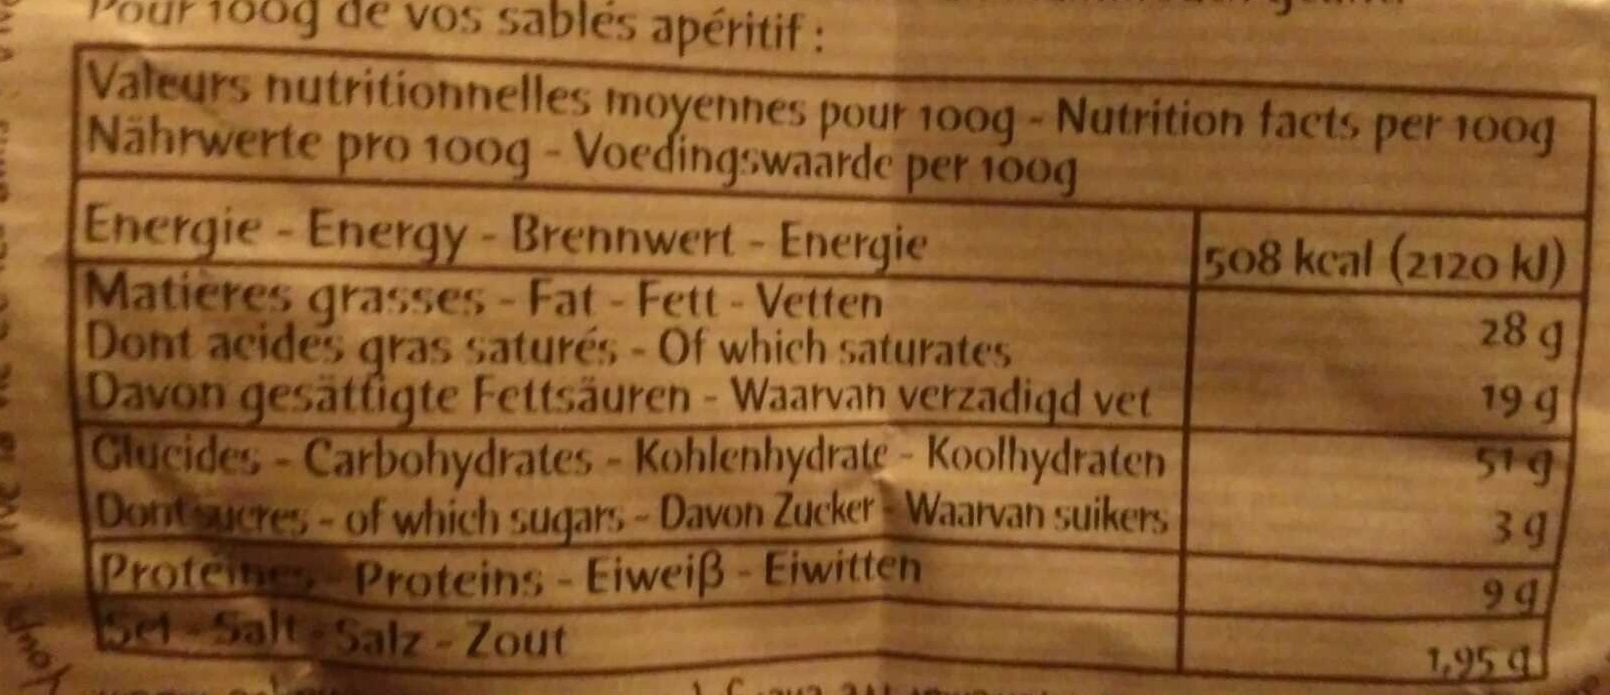 Pour 100g de vos sablés apéritif :
Valeurs nutritionnelles moyennes pour 100g - Nutrition facts per 100g
Nährwerte pro 100g - Voedingswaarde per 100g
Energie - Energy - Brennwert - Energie 508 kcal (2120 kJ)
Matières grasses - Fat - Fett - Vetten 28 g
Dont acides gras saturés - Of which saturates
Davon gesättigte Fettsäuren - Waarvan verzadigd vet 19 g
Glucides - Carbohydrates - Kohlenhydrate - Koolhydraten 51 g
Dont sucres - of which sugars - Davon Zucker - Waarvan suikers 3 g
Protéines - Proteins - Eiweiß - Eiwitten 9 g
Sel - Salt - Salz - Zout 1,95 g